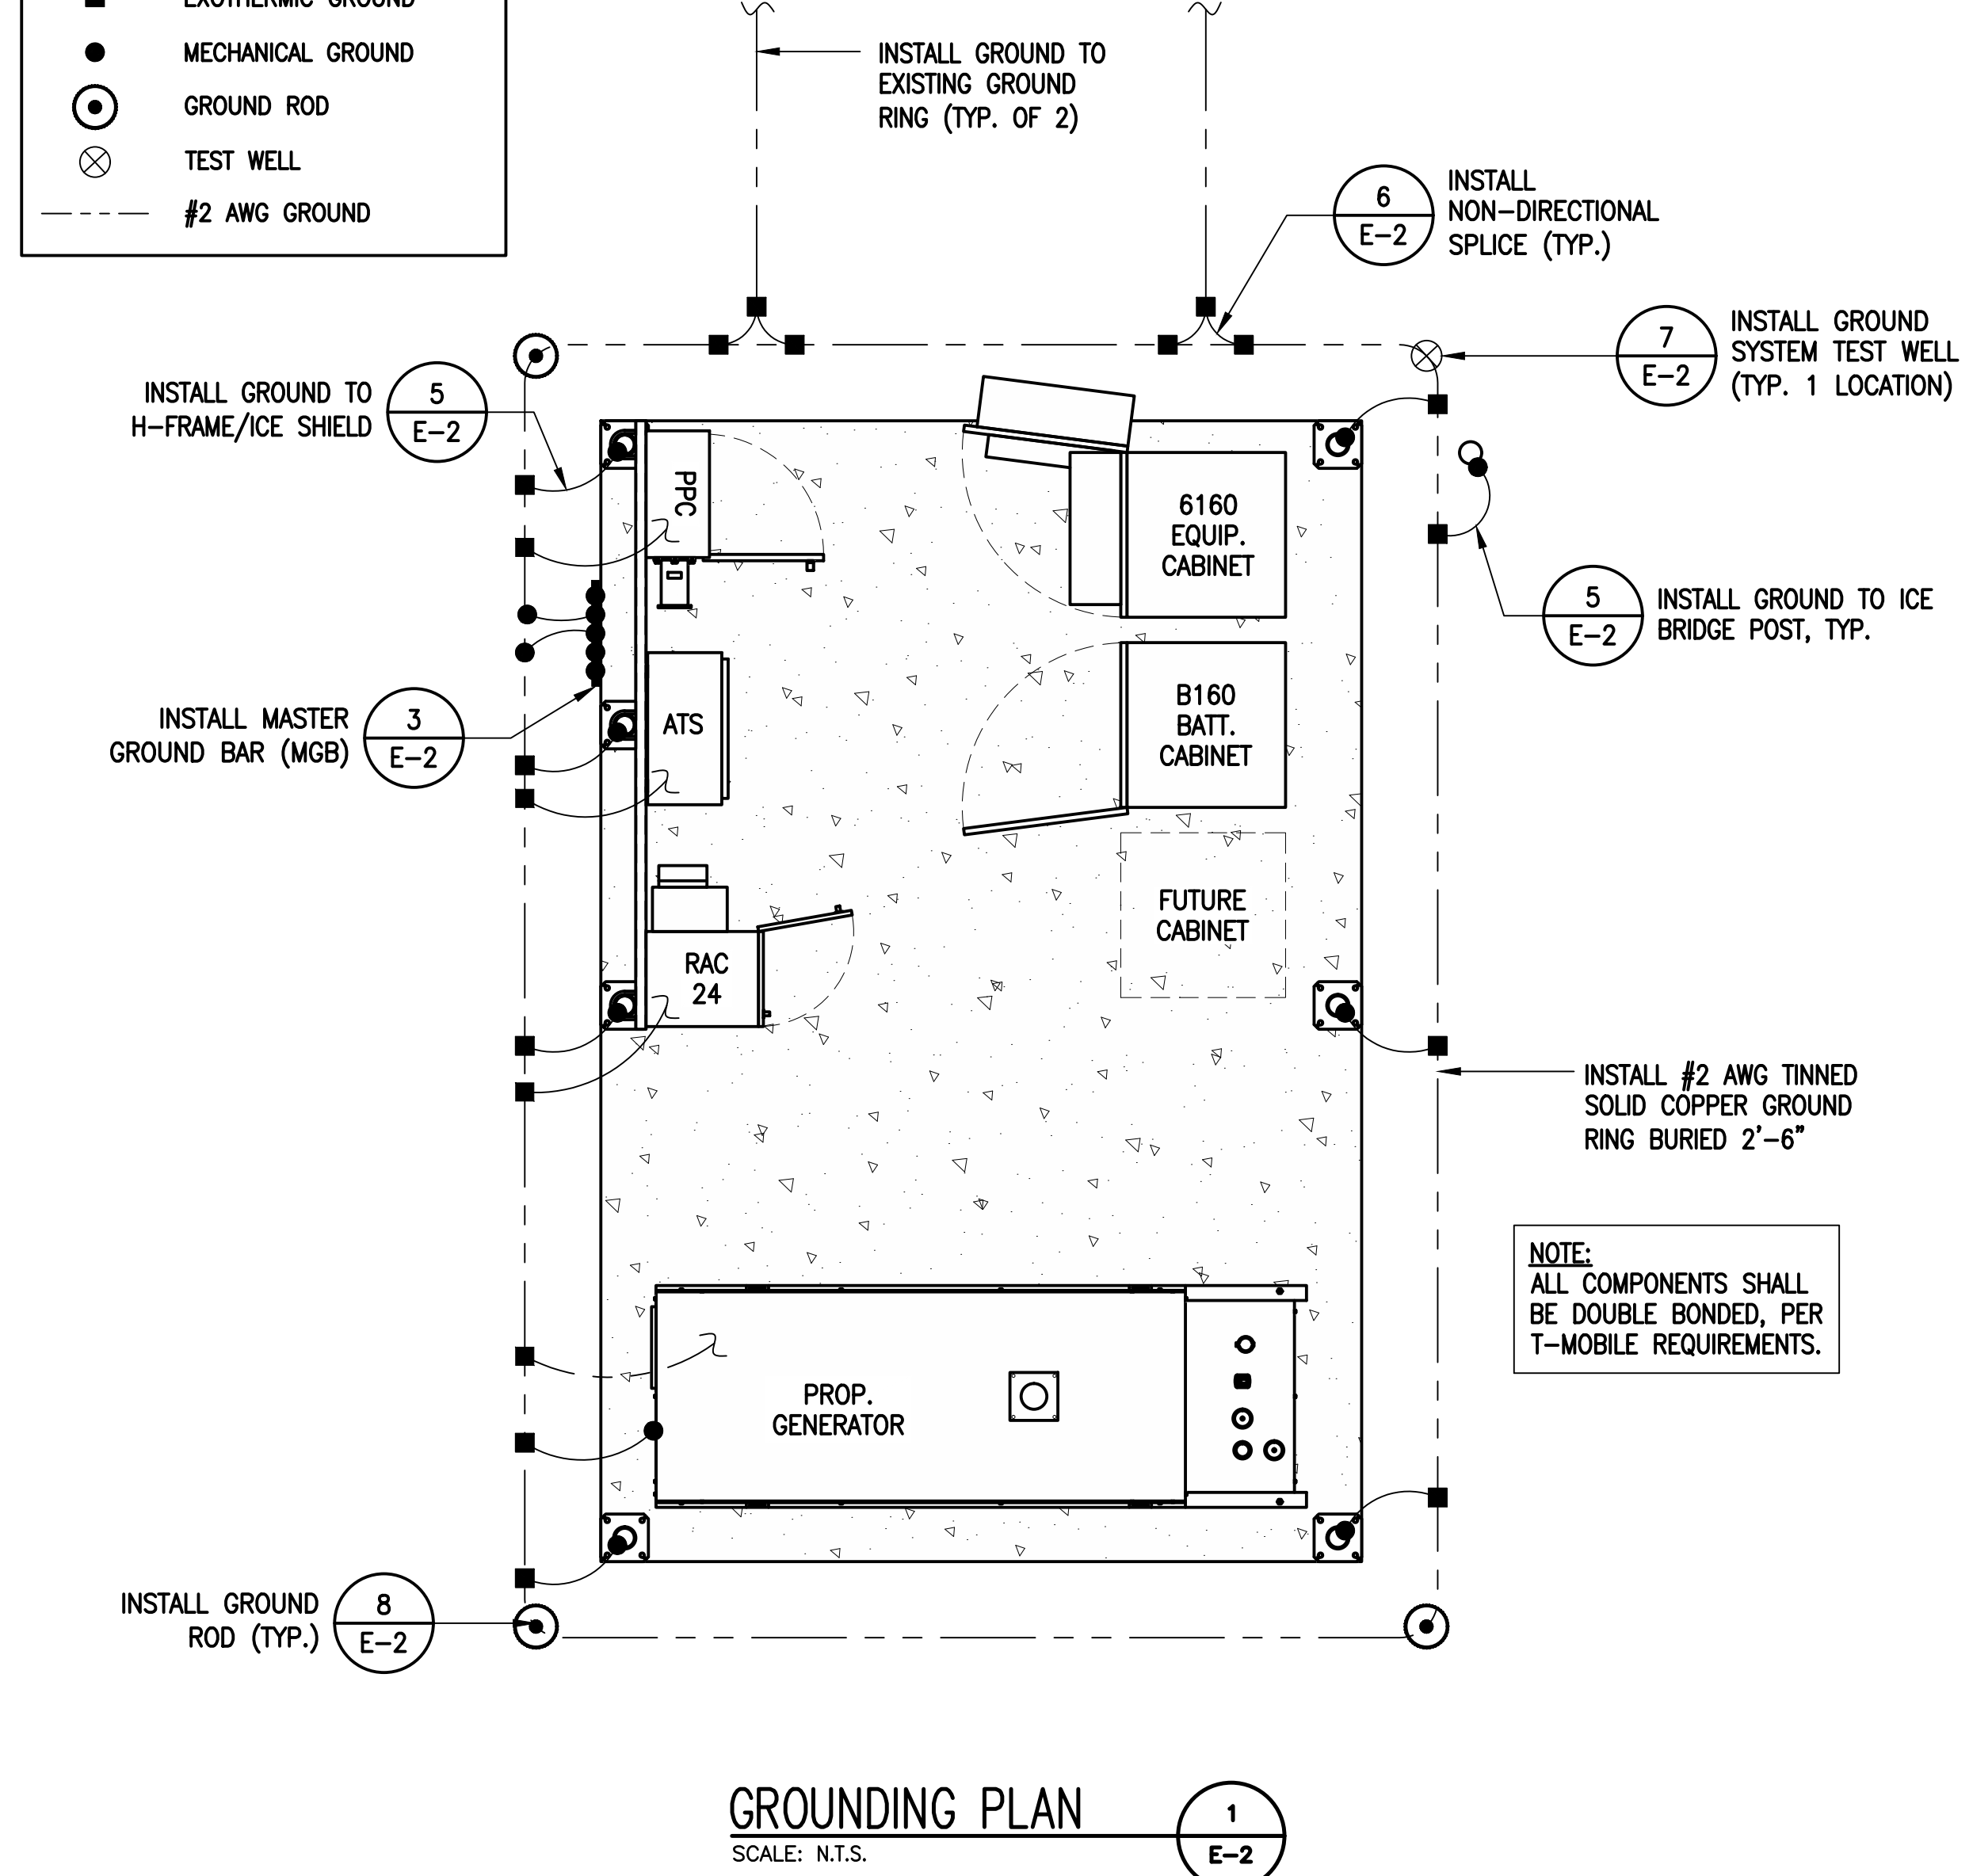 EXOTHERMIC GROUND
MECHANICAL GROUND
GROUND ROD
TEST WELL
#2 AWG GROUND
INSTALL GROUND TO
EXISTING GROUND
RING (TYP. OF 2)
6
E-2
INSTALL
NON-DIRECTIONAL
SPLICE (TYP.)
7
E-2
INSTALL GROUND
SYSTEM TEST WELL
(TYP. 1 LOCATION)
INSTALL GROUND TO
H-FRAME/ICE SHIELD
5
E-2
PPC
6160
EQUIP.
CABINET
5
E-2
INSTALL GROUND TO ICE
BRIDGE POST, TYP.
INSTALL MASTER
GROUND BAR (MGB)
3
E-2
ATS
B160
BATT.
CABINET
FUTURE
CABINET
RAC
24
INSTALL #2 AWG TINNED
SOLID COPPER GROUND
RING BURIED 2'-6"
NOTE:
ALL COMPONENTS SHALL
BE DOUBLE BONDED, PER
T-MOBILE REQUIREMENTS.
PROP.
GENERATOR
INSTALL GROUND
ROD (TYP.)
8
E-2
GROUNDING PLAN
SCALE: N.T.S.
1
E-2